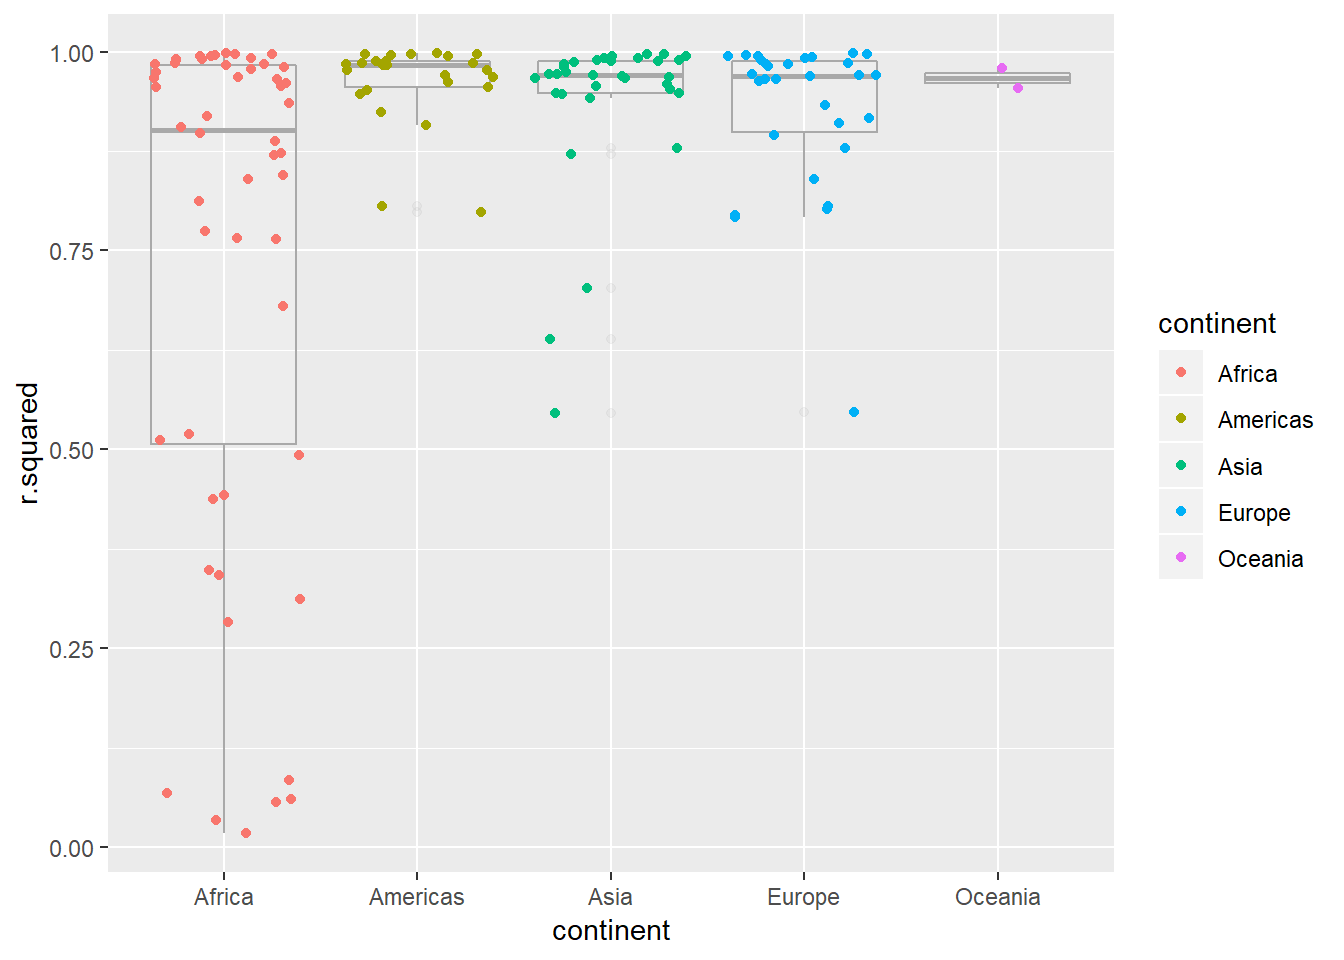 1.00
0.75
0.50
0.25
0.00
r.squared
Africa
Americas
Asia
Europe
Oceania
continent
continent
Africa
Americas
Asia
Europe
Oceania